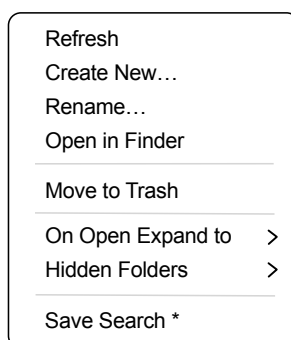 Refresh
Create New…
Rename…
Open in Finder
Move to Trash
On Open Expand to >
Hidden Folders >
Save Search *